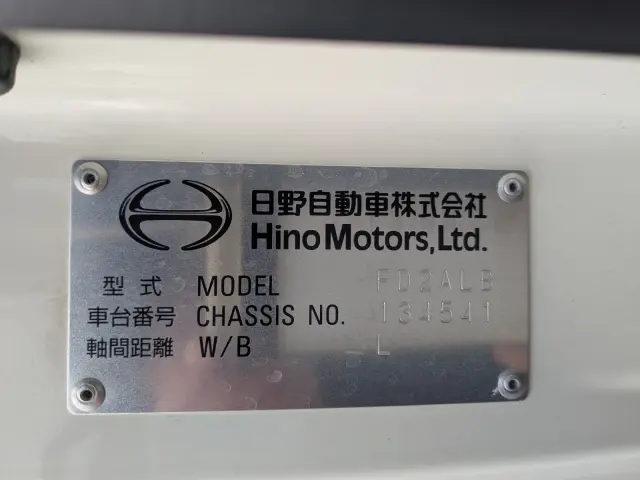 日野自動車株式会社
Hino Motors, Ltd.
型式 MODEL FD2ALB
車台番号 CHASSIS NO. 134541
軸間距離 W/B L